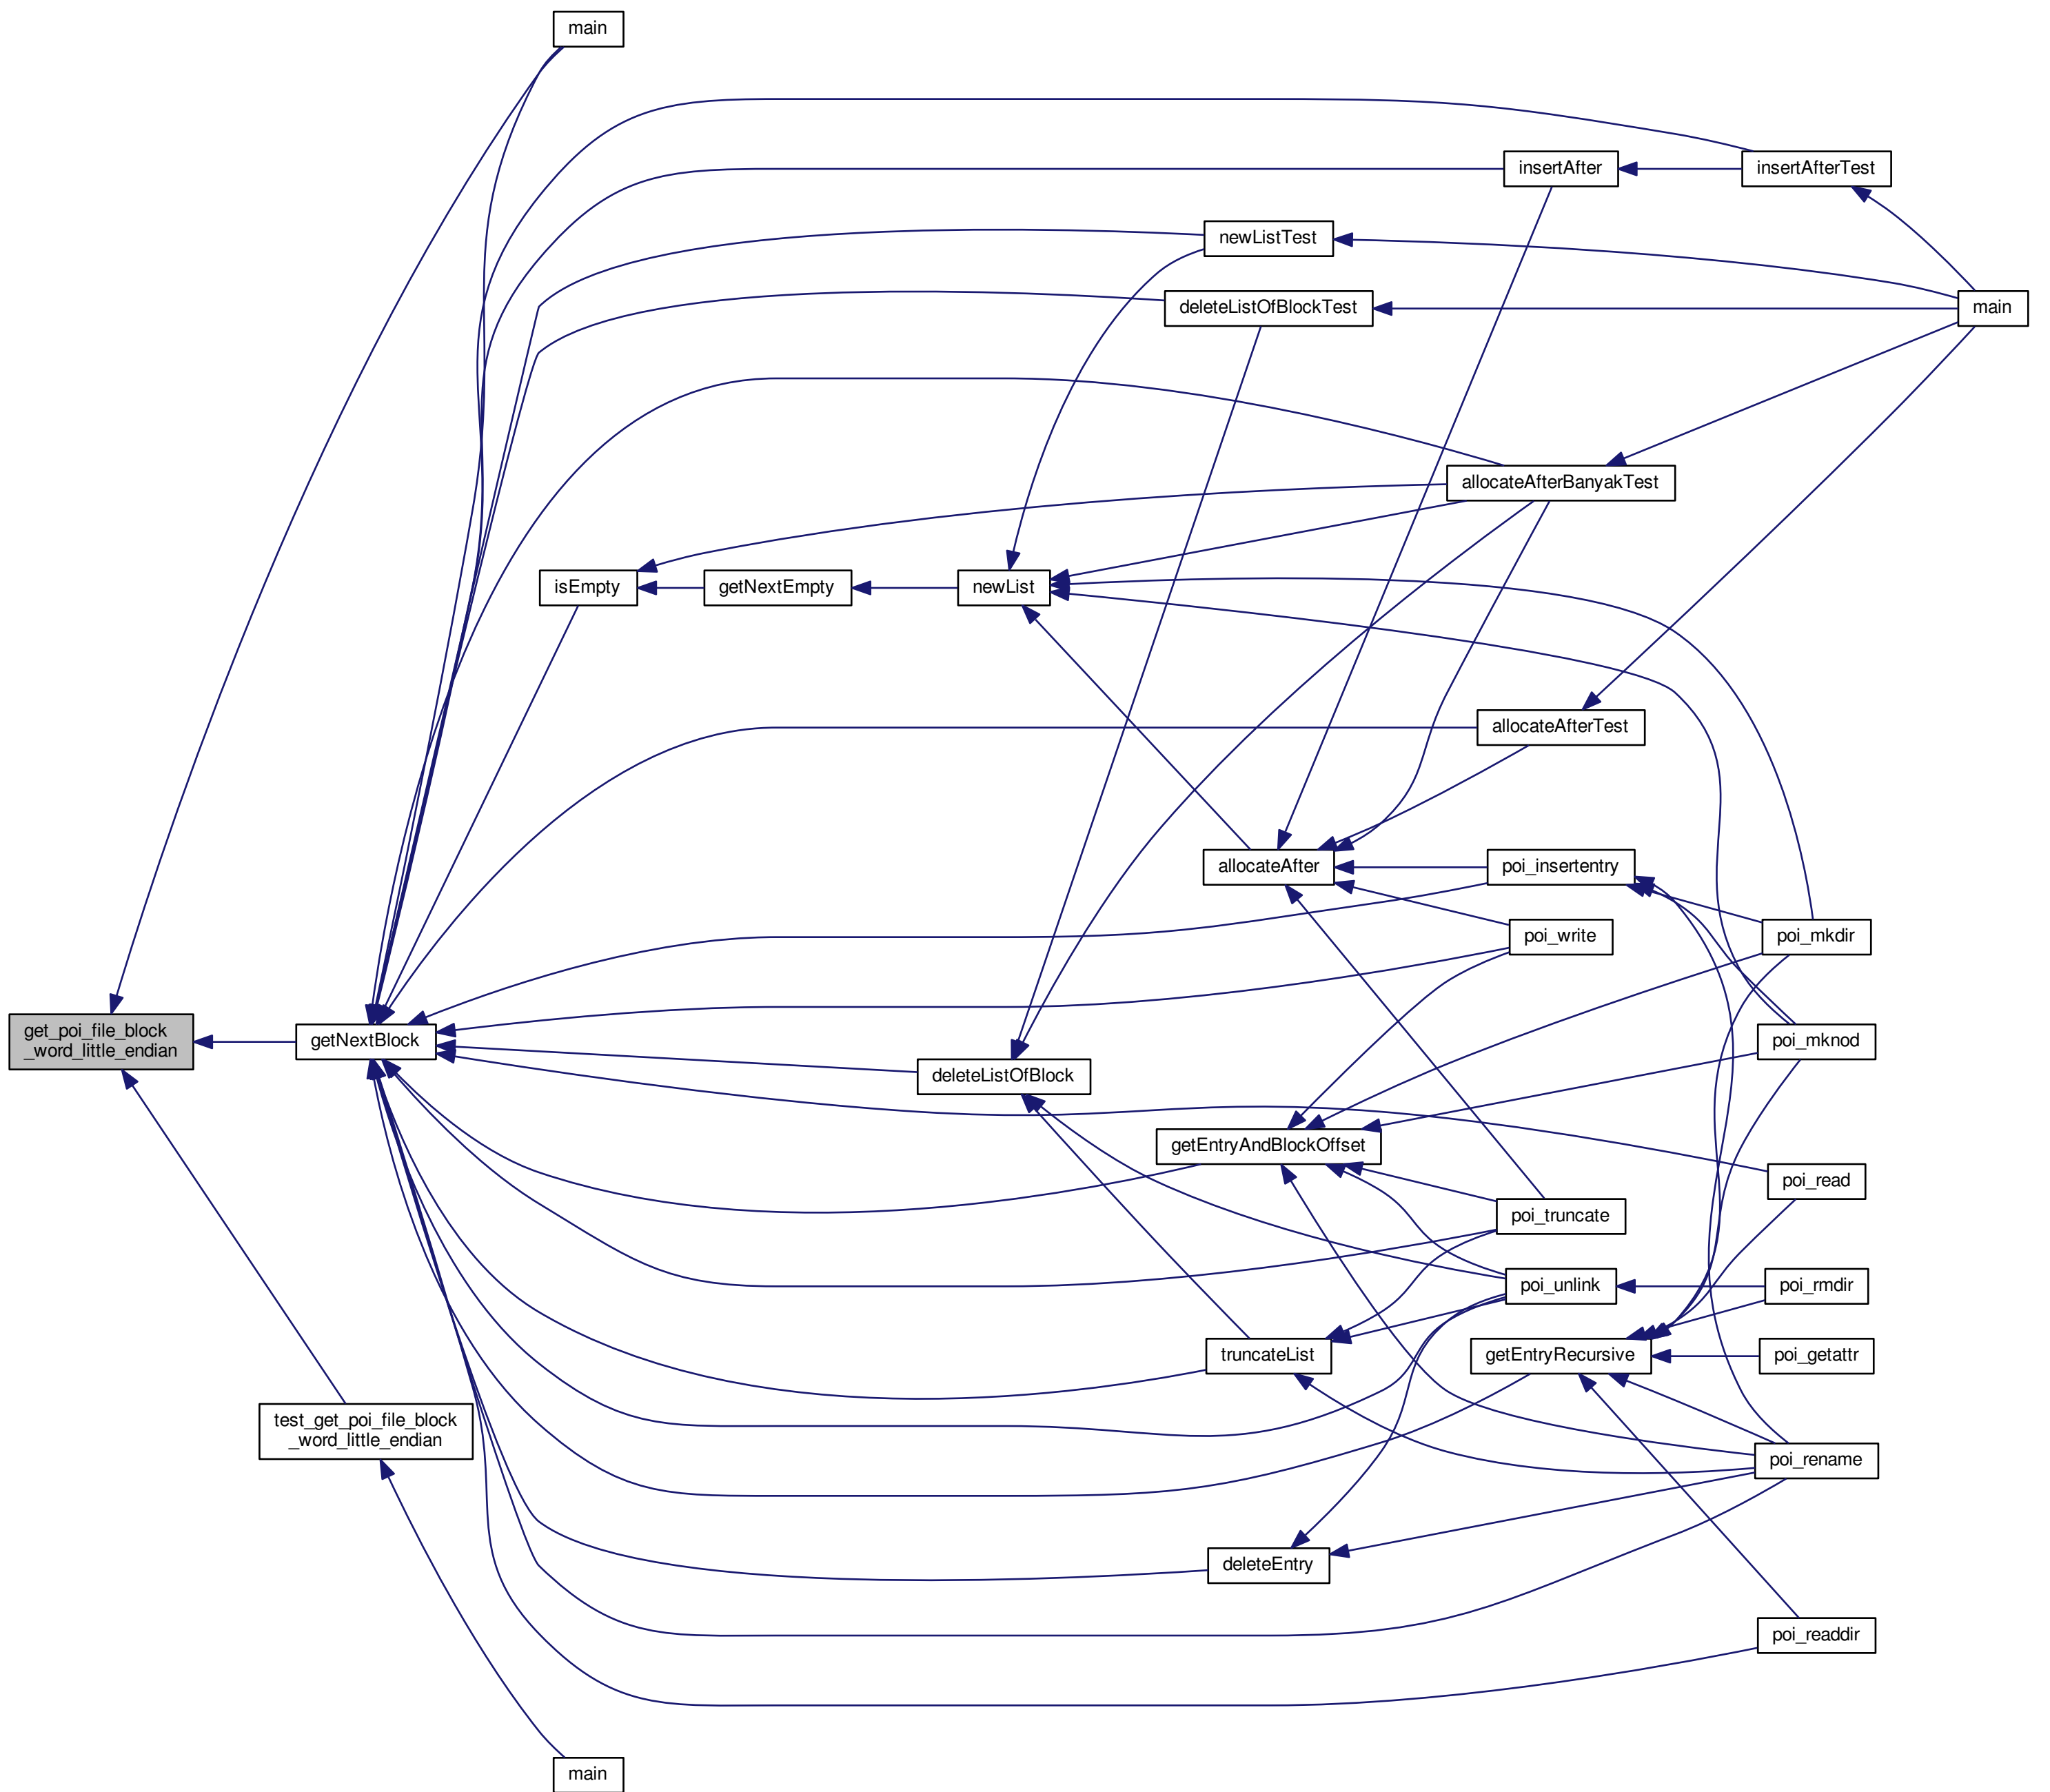 main
insertAfter
insertAfterTest
newListTest
deleteListOfBlockTest
main
allocateAfterBanyakTest
isEmpty
getNextEmpty
newList
allocateAfterTest
allocateAfter
poi_insertentry
poi_write
poi_mkdir
get_poi_file_block
_word_little_endian
getNextBlock
poi_mknod
deleteListOfBlock
getEntryAndBlockOffset
poi_read
poi_truncate
poi_unlink
poi_rmdir
truncateList
getEntryRecursive
poi_getattr
test_get_poi_file_block
_word_little_endian
poi_rename
deleteEntry
poi_readdir
main